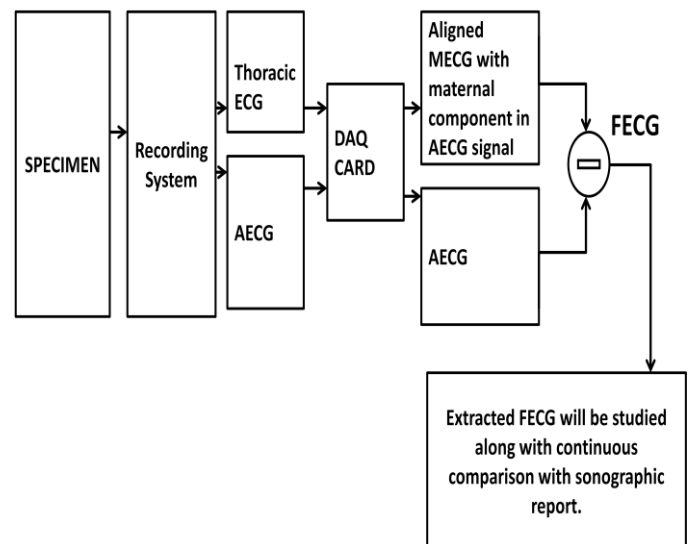 SPECIMEN
Recording
System
Thoracic
ECG
AECG
DAQ
CARD
Aligned
MECG with
maternal
component in
AECG signal
AECG
FECG
Extracted FECG will be studied
along with continuous
comparison with sonographic
report.